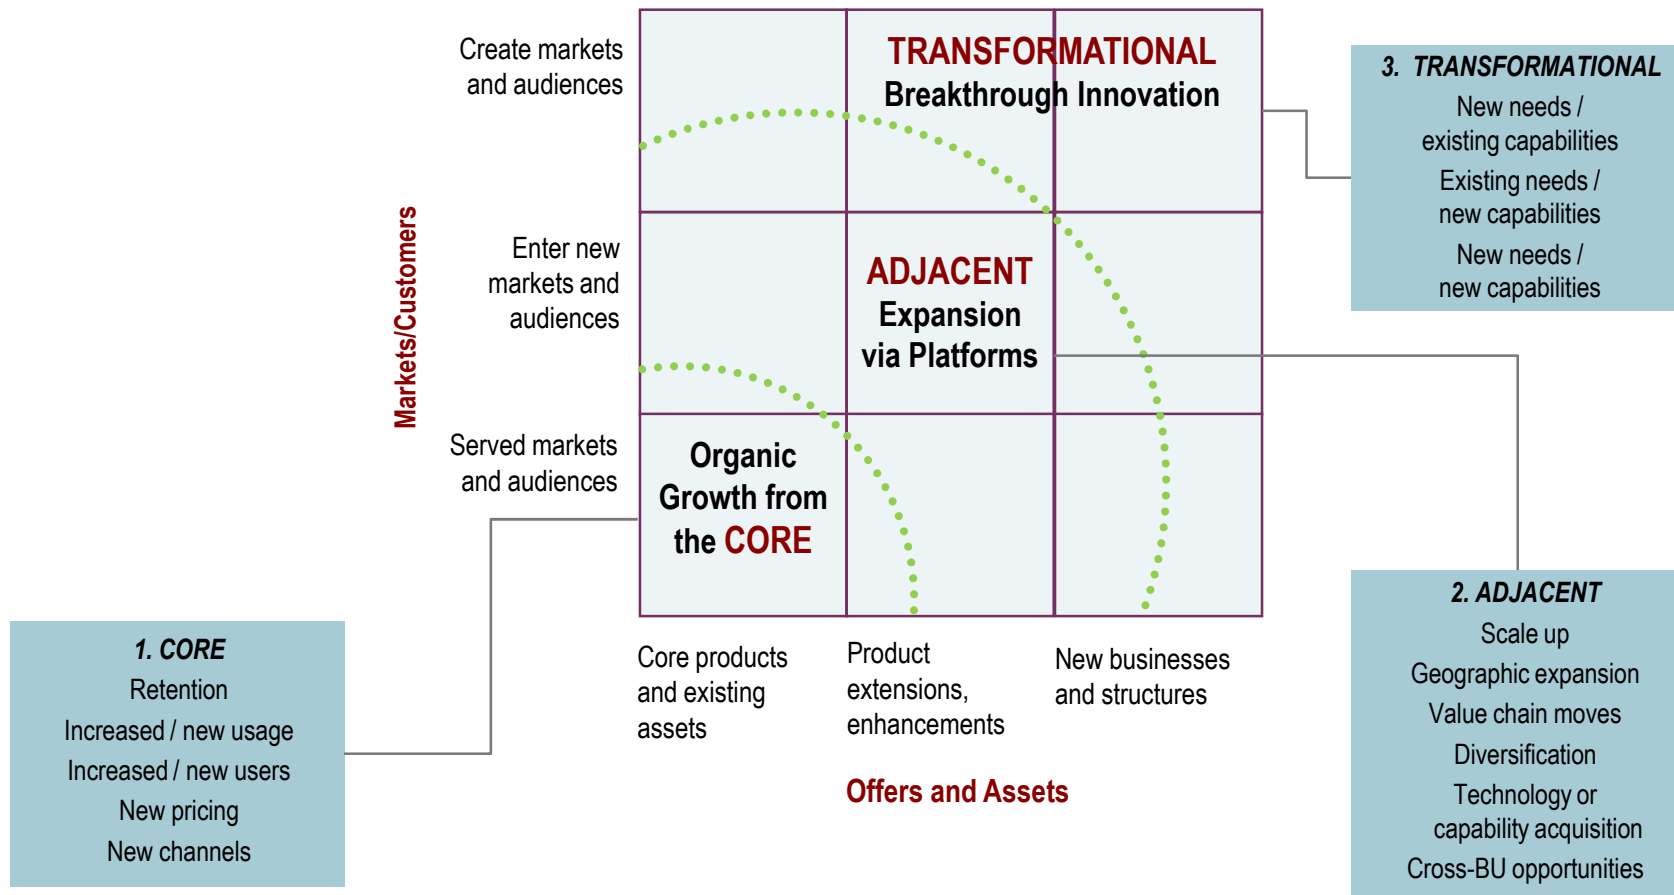 Create markets
and audiences
TRANSFORMATIONAL
Breakthrough Innovation
3. TRANSFORMATIONAL
New needs /
existing capabilities
Existing needs /
new capabilities
New needs /
new capabilities
Markets/Customers
Enter new
markets and
audiences
ADJACENT
Expansion
via Platforms
Served markets
and audiences
Organic
Growth from
the CORE
1. CORE
Retention
Increased / new usage
Increased / new users
New pricing
New channels
Core products
and existing
assets
Product
extensions,
enhancements
New businesses
and structures
Offers and Assets
2. ADJACENT
Scale up
Geographic expansion
Value chain moves
Diversification
Technology or
capability acquisition
Cross-BU opportunities